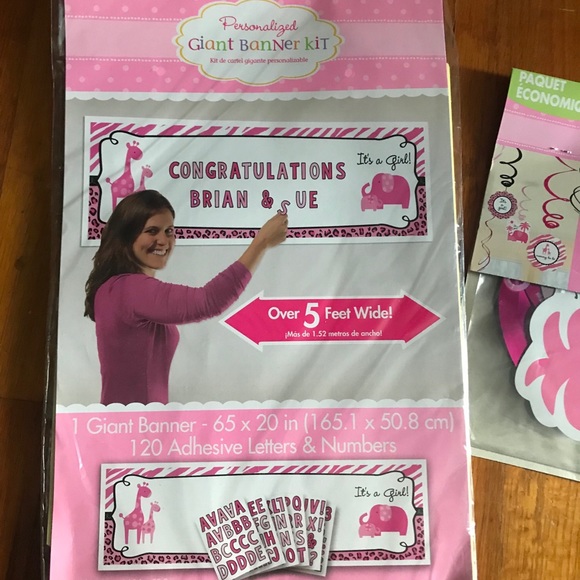 Personalized
GIANT BANNER KIT
Kit de cartel gigante personalizable
PAQUET
ÉCONOMIC
It's a Girl!
CONGRATULATIONS
BRIAN & SUE
Over 5 Feet Wide!
¡Más de 1.52 metros de ancho!
1 Giant Banner - 65 x 20 in (165.1 x 50.8 cm)
120 Adhesive Letters & Numbers
It's a Girl!